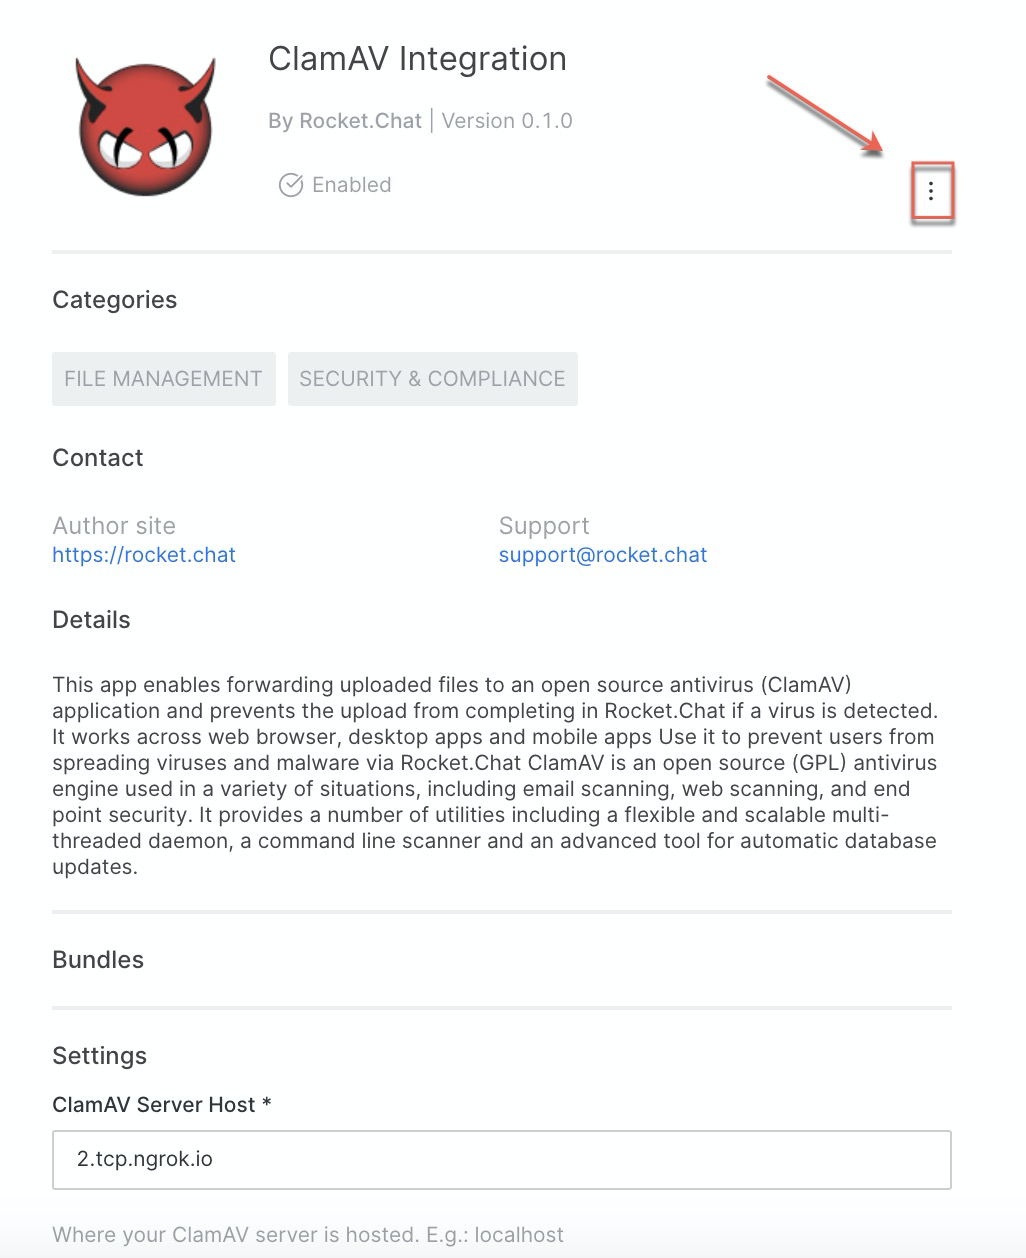 ClamAV Integration
By Rocket.Chat | Version 0.1.0
Enabled
Categories
FILE MANAGEMENT SECURITY & COMPLIANCE
Contact
Author site Support
https://rocket.chat support@rocket.chat
Details
This app enables forwarding uploaded files to an open source antivirus (ClamAV)
application and prevents the upload from completing in Rocket.Chat if a virus is detected.
It works across web browser, desktop apps and mobile apps Use it to prevent users from
spreading viruses and malware via Rocket.Chat ClamAV is an open source (GPL) antivirus
engine used in a variety of situations, including email scanning, web scanning, and end
point security. It provides a number of utilities including a flexible and scalable multi-
threaded daemon, a command line scanner and an advanced tool for automatic database
updates.
Bundles
Settings
ClamAV Server Host *
2.tcp.ngrok.io
Where your ClamAV server is hosted. E.g.: localhost